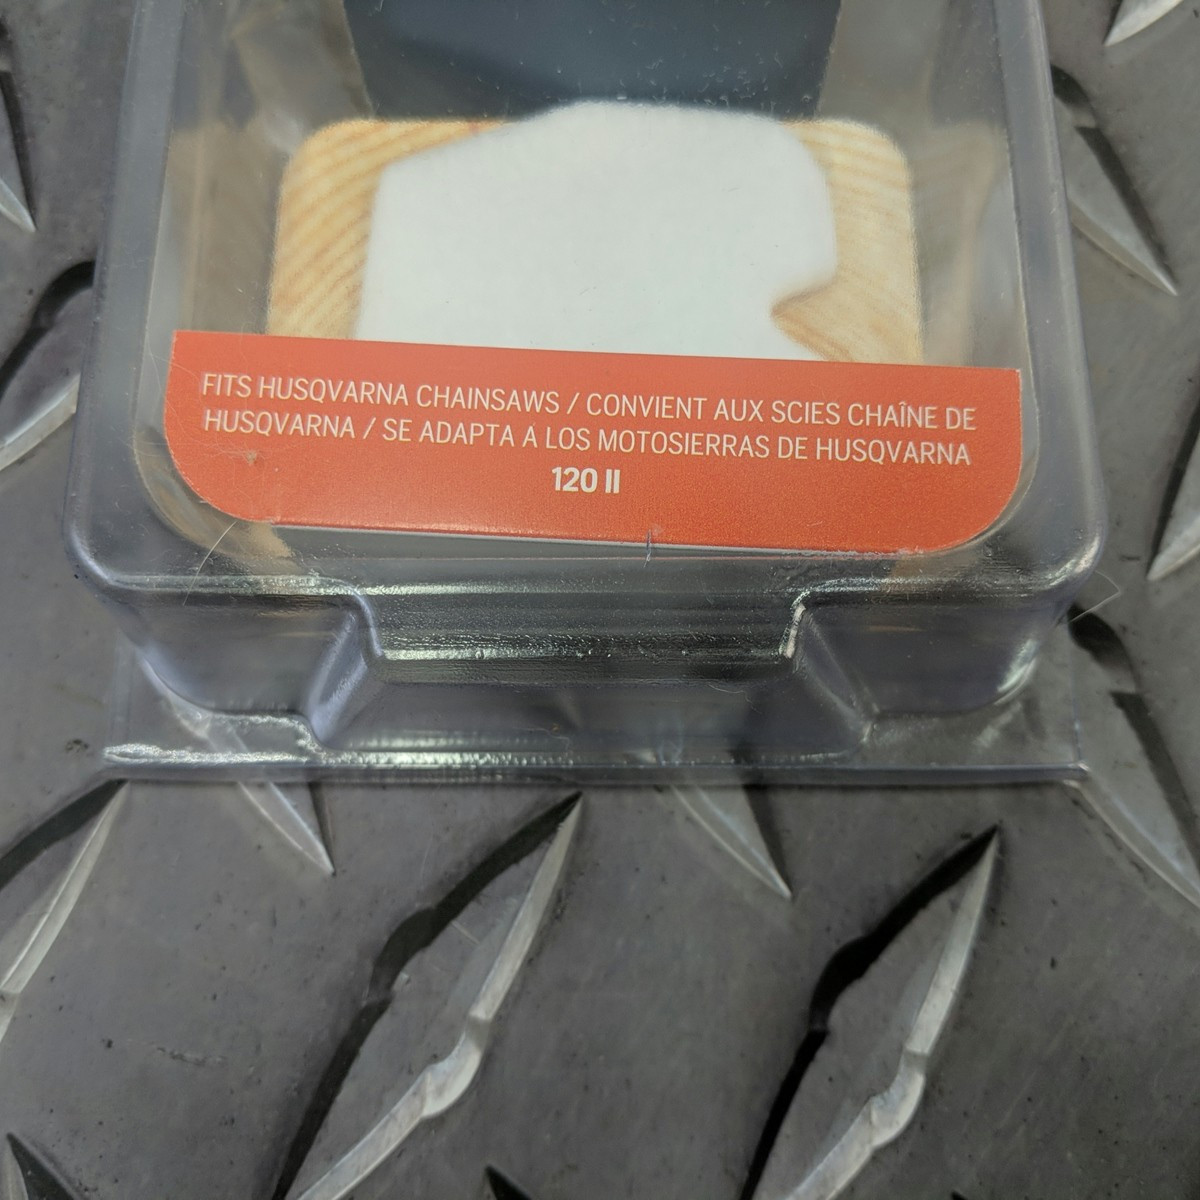 FITS HUSQVARNA CHAINSAWS / CONVIENT AUX SCIES CHAÎNE DE
HUSQVARNA / SE ADAPTA Á LOS MOTOSIERRAS DE HUSQVARNA
120 II